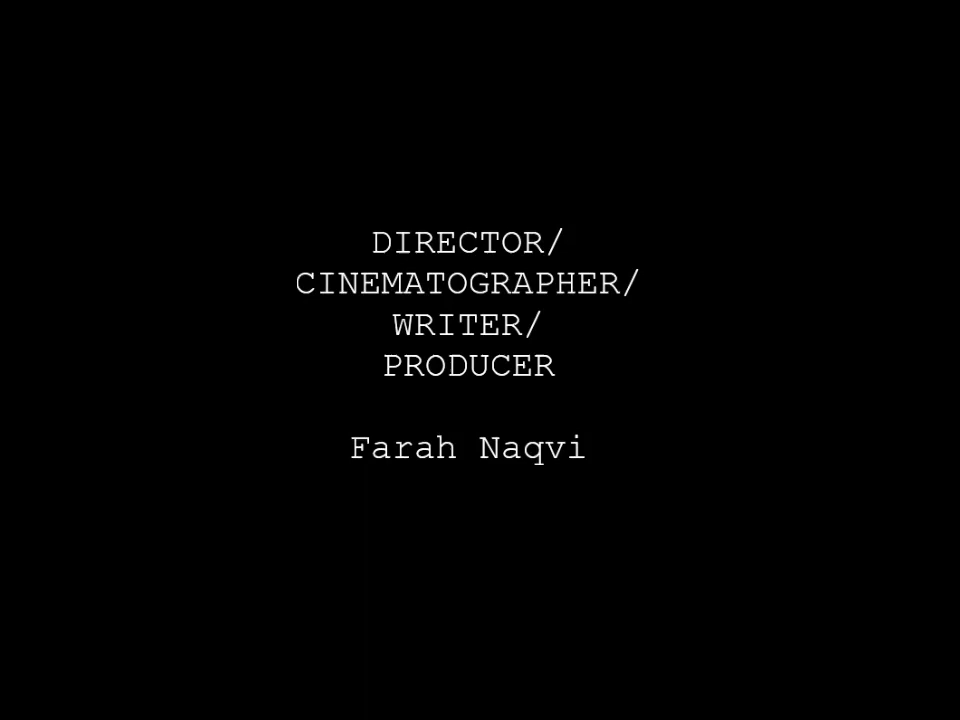 DIRECTOR/
CINEMATOGRAPHER/
WRITER/
PRODUCER
Farah Naqvi